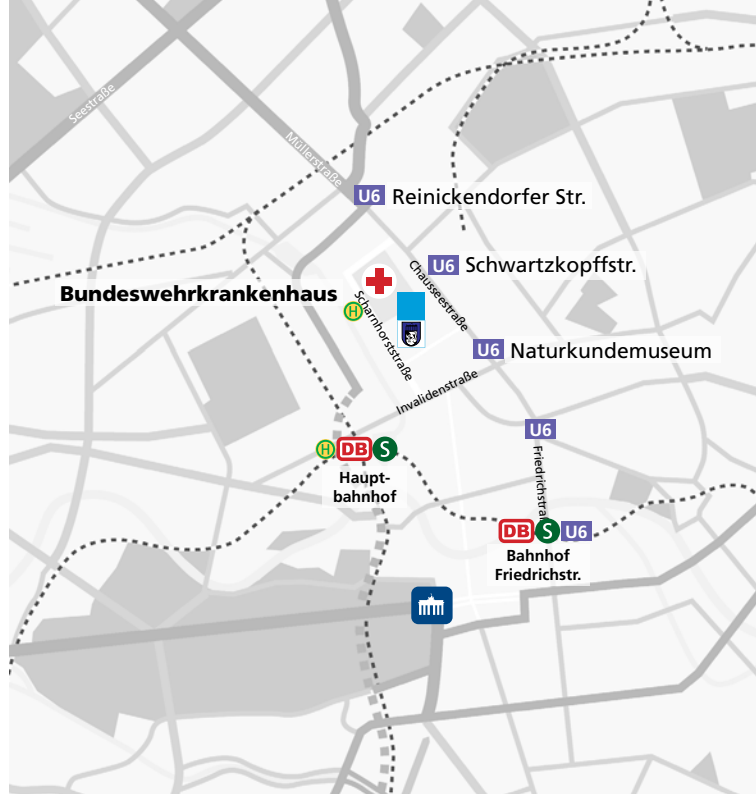 Seestraße
Müllerstraße
U6 Reinickendorfer Str.
U6 Schwartzkopffstr.
Chausseestraße
Bundeswehrkrankenhaus
H
Scharnhorststraße
U6 Naturkundemuseum
Invalidenstraße
U6
H DB S
Haupt-
bahnhof
Friedrichstraß
DB S U6
Bahnhof
Friedrichstr.